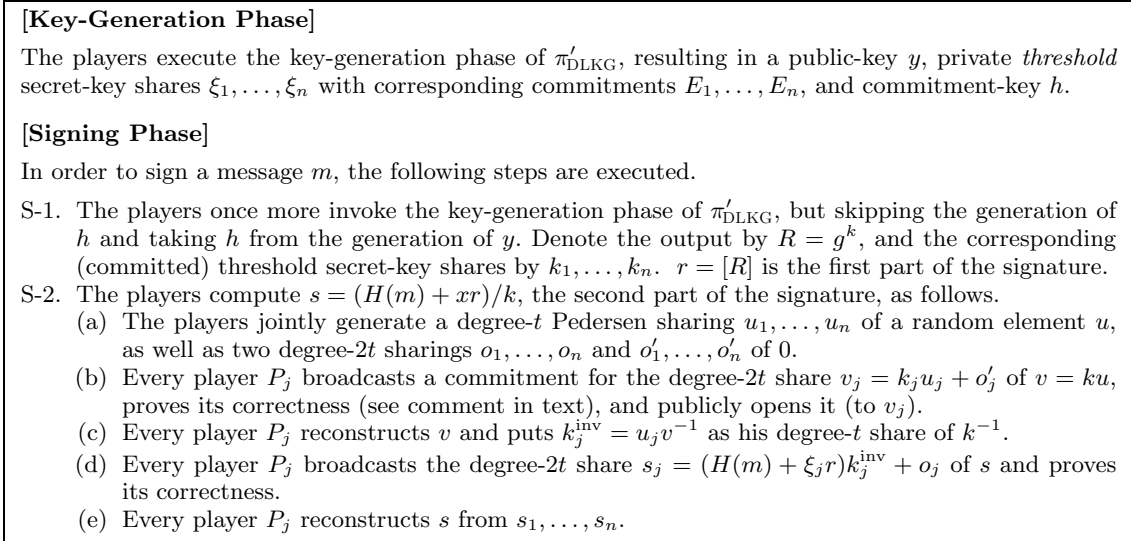 [Key-Generation Phase]
The players execute the key-generation phase of π′DLKG, resulting in a public-key y, private threshold
secret-key shares ξ1, . . . , ξn with corresponding commitments E1, . . . , En, and commitment-key h.
[Signing Phase]
In order to sign a message m, the following steps are executed.
S-1. The players once more invoke the key-generation phase of π′DLKG, but skipping the generation of
h and taking h from the generation of y. Denote the output by R = g^k, and the corresponding
(committed) threshold secret-key shares by k1, . . . , kn. r = [R] is the first part of the signature.
S-2. The players compute s = (H(m) + xr)/k, the second part of the signature, as follows.
(a) The players jointly generate a degree-t Pedersen sharing u1, . . . , un of a random element u,
as well as two degree-2t sharings o1, . . . , on and o′1, . . . , o′n of 0.
(b) Every player Pj broadcasts a commitment for the degree-2t share vj = kjuj + o′j of v = ku,
proves its correctness (see comment in text), and publicly opens it (to vj).
(c) Every player Pj reconstructs v and puts kj^inv = ujv^−1 as his degree-t share of k^−1.
(d) Every player Pj broadcasts the degree-2t share sj = (H(m) + ξjr)kj^inv + oj of s and proves
its correctness.
(e) Every player Pj reconstructs s from s1, . . . , sn.